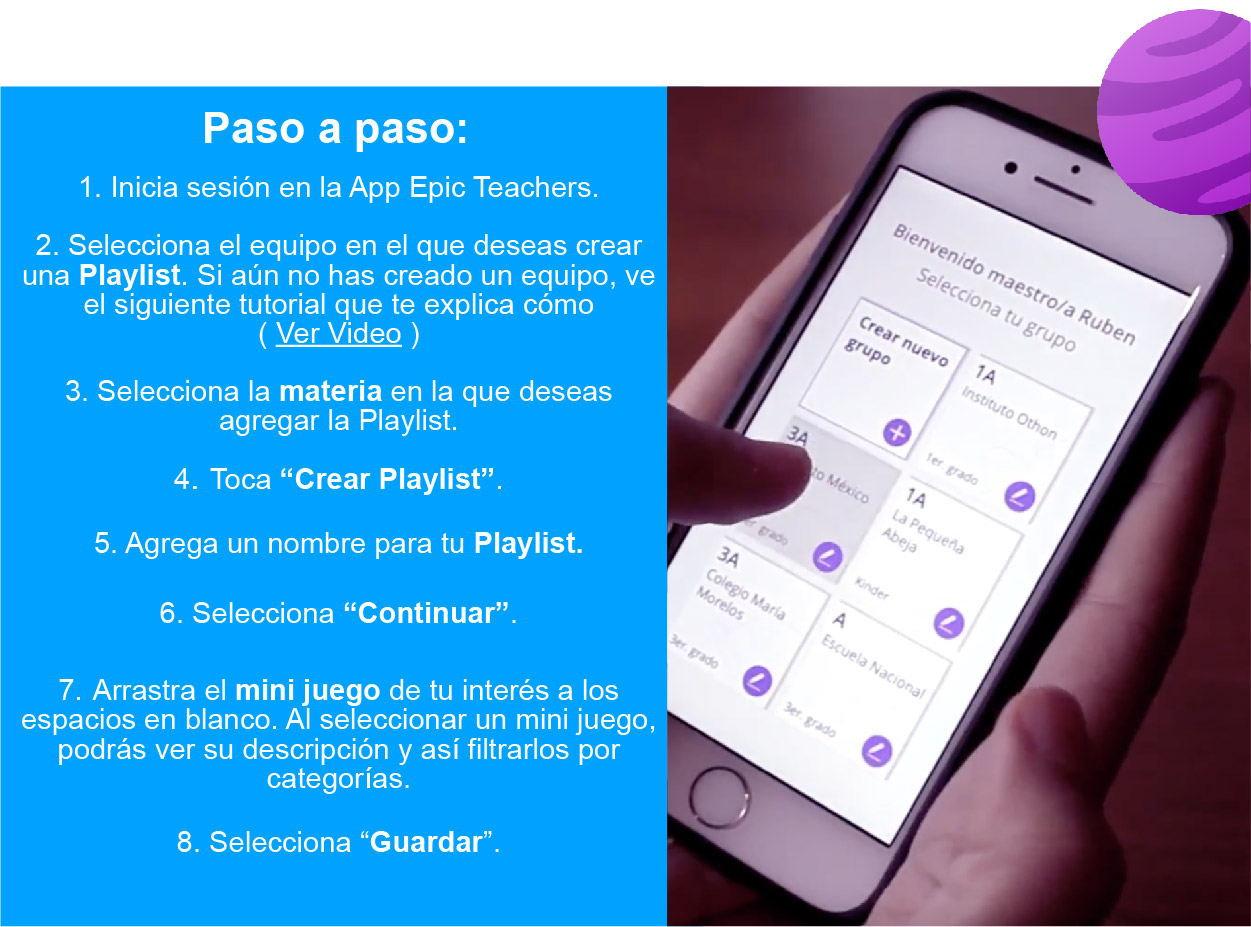 Paso a paso:
1. Inicia sesión en la App Epic Teachers.
2. Selecciona el equipo en el que deseas crear
una Playlist. Si aún no has creado un equipo, ve
el siguiente tutorial que te explica cómo
( Ver Video )
3. Selecciona la materia en la que deseas
agregar la Playlist.
4. Toca “Crear Playlist”.
5. Agrega un nombre para tu Playlist.
6. Selecciona “Continuar”.
7. Arrastra el mini juego de tu interés a los
espacios en blanco. Al seleccionar un mini juego,
podrás ver su descripción y así filtrarlos por
categorías.
8. Selecciona “Guardar”.
Bienvenido maestro/a Ruben
Selecciona tu grupo
Crear nuevo
grupo
1A
Instituto Othon
1er. grado
3A
México
grado
1A
La Pequeña
Abeja
Kinder
3A
Colegio María
Morelos
3er. grado
A
Escuela Nacional
3er. grado